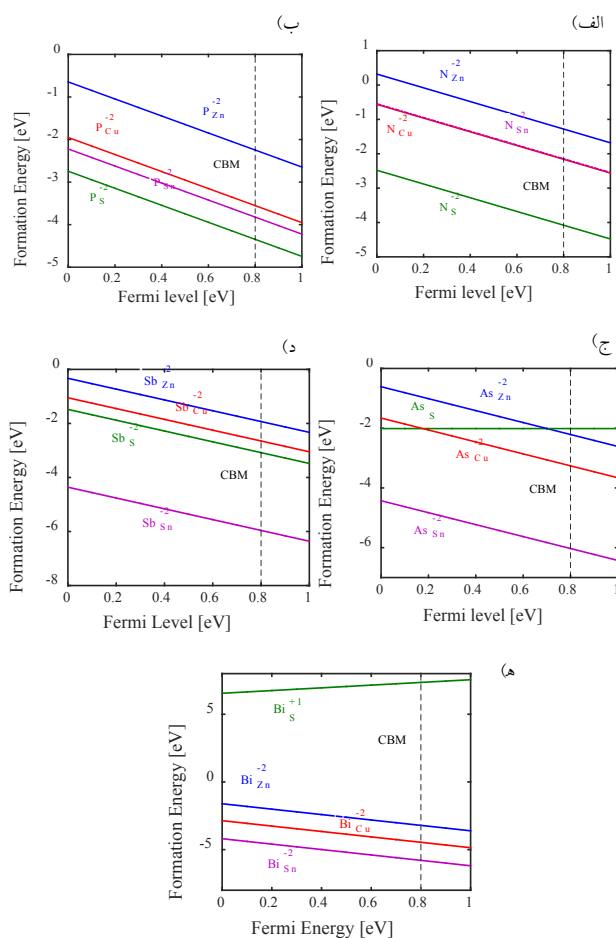 ب)
الف)
Formation Energy [eV]
0
-1
-2
-3
-4
-5
P Zn -2
P Cu -2
P Sn -2
P S -2
CBM
0 0.2 0.4 0.6 0.8 1
Fermi level [eV]
Formation Energy [eV]
1
0
-1
-2
-3
-4
-5
N Zn -2
N Cu -2
N Sn -2
N S -2
CBM
0 0.2 0.4 0.6 0.8 1
Fermi level [eV]
د)
ج)
Formation Energy [eV]
0
-2
-4
-6
-8
Sb Zn -2
Sb Cu -2
Sb S -2
Sb Sn -2
CBM
0 0.2 0.4 0.6 0.8 1
Fermi Level [eV]
Formation Energy [eV]
0
-2
-4
-6
As Zn -2
As S
As Cu -2
As Sn -2
CBM
0 0.2 0.4 0.6 0.8 1
Fermi level [eV]
ه)
Formation Energy [eV]
5
0
-5
Bi S +1
CBM
Bi Zn -2
Bi Cu -2
Bi Sn -2
0 0.2 0.4 0.6 0.8 1
Fermi Energy [eV]